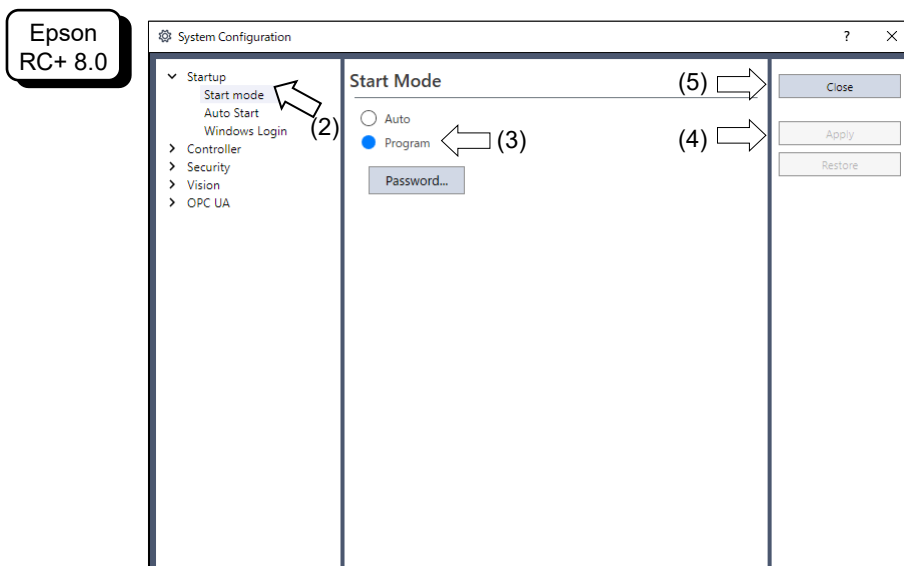 Epson
RC+ 8.0
System Configuration
?
Startup
Start mode
Auto Start
Windows Login
Controller
Security
Vision
OPC UA
(2)
Start Mode
Auto
Program
(3)
Password...
(5)
Close
(4)
Apply
Restore